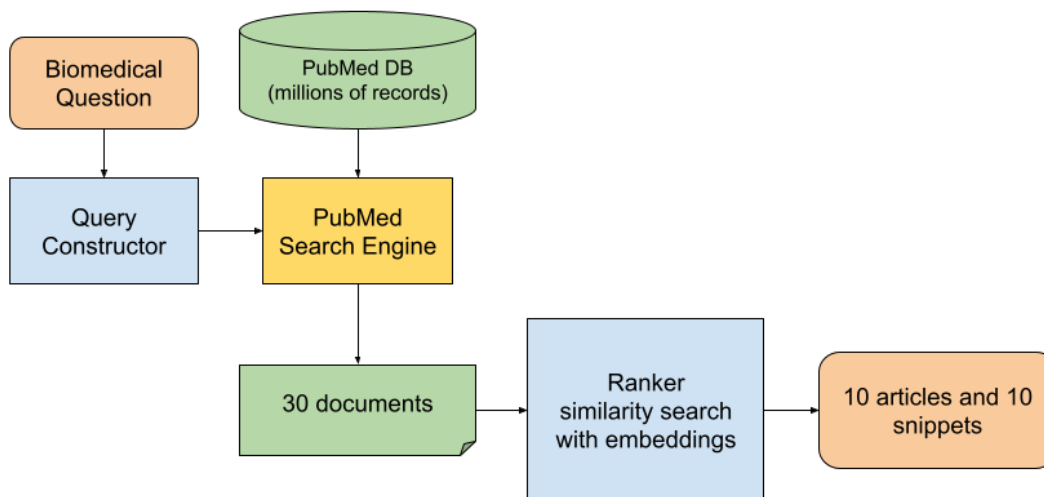 Biomedical
Question
PubMed DB
(millions of records)
Query
Constructor
PubMed
Search Engine
30 documents
Ranker
similarity search
with embeddings
10 articles and 10
snippets